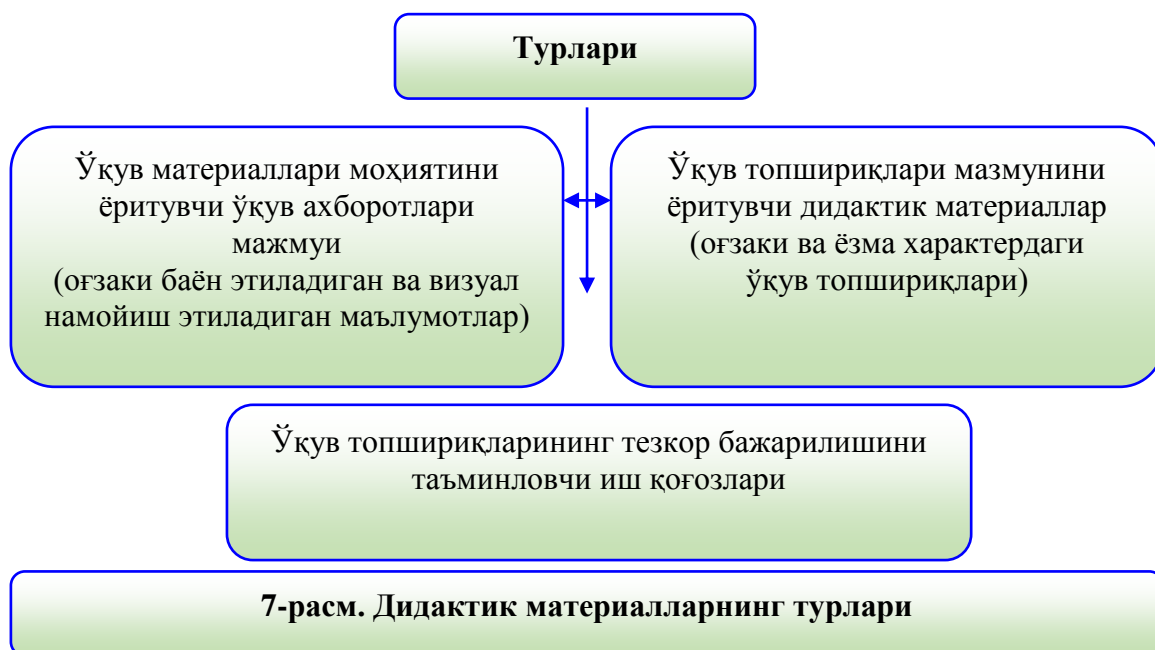 Турлари
Ўқув материаллари моҳиятини
ёритувчи ўқув ахборотлари
мажмуи
(оғзаки баён этиладиган ва визуал
намойиш этиладиган маълумотлар)
Ўқув топшириқлари мазмунини
ёритувчи дидактик материаллар
(оғзаки ва ёзма характердаги
ўқув топшириқлари)
Ўқув топшириқларининг тезкор бажарилишини
таъминловчи иш қоғозлари
7-расм. Дидактик материалларнинг турлари